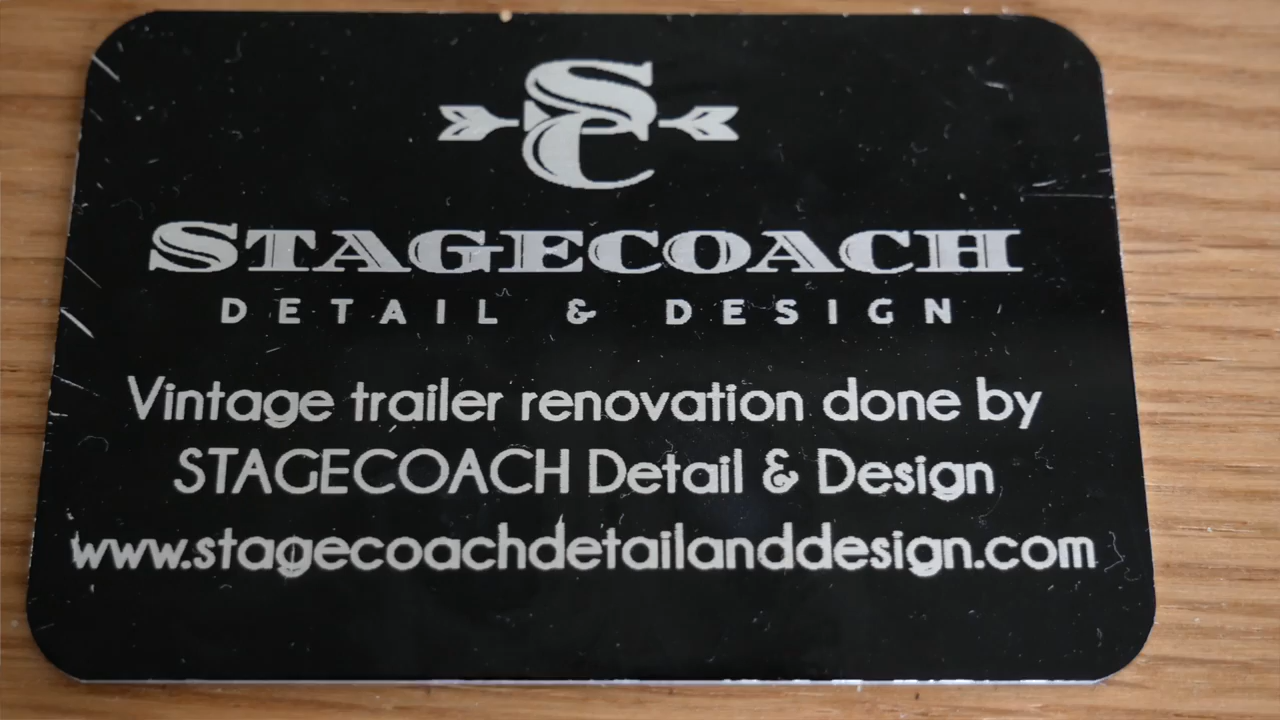 SC
STAGECOACH
DETAIL & DESIGN
Vintage trailer renovation done by
STAGECOACH Detail & Design
www.stagecoachdetailanddesign.com